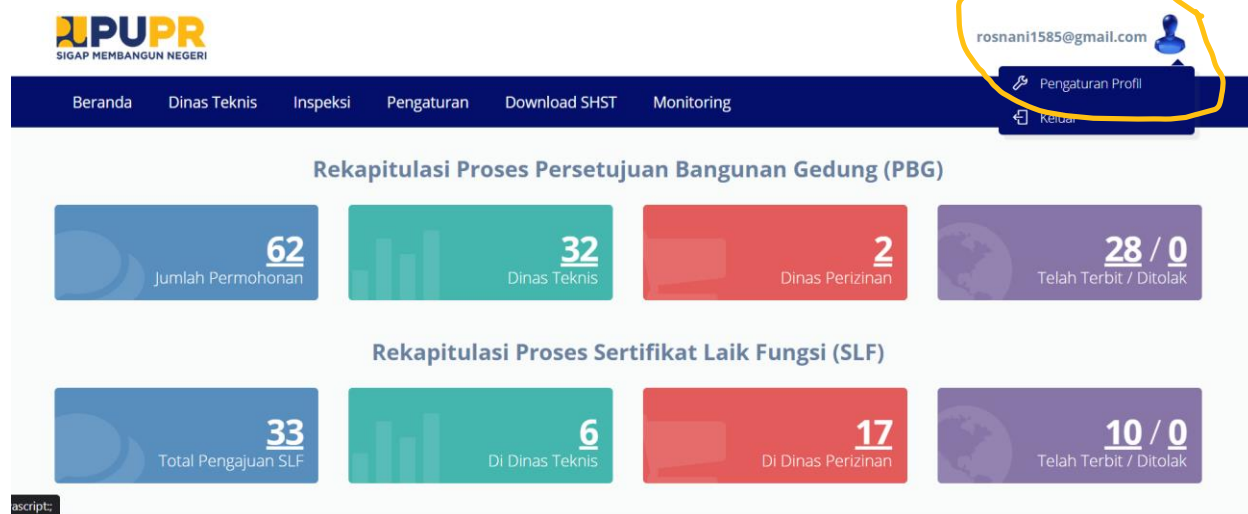 PUPR
SIGAP MEMBANGUN NEGERI
rosnani1585@gmail.com
Pengaturan Profil
Keluar
Beranda Dinas Teknis Inspeksi Pengaturan Download SHST Monitoring
Rekapitulasi Proses Persetujuan Bangunan Gedung (PBG)
62
Jumlah Permohonan
32
Dinas Teknis
2
Dinas Perizinan
28 / 0
Telah Terbit / Ditolak
Rekapitulasi Proses Sertifikat Laik Fungsi (SLF)
33
Total Pengajuan SLF
6
Di Dinas Teknis
17
Di Dinas Perizinan
10 / 0
Telah Terbit / Ditolak
ascript:;